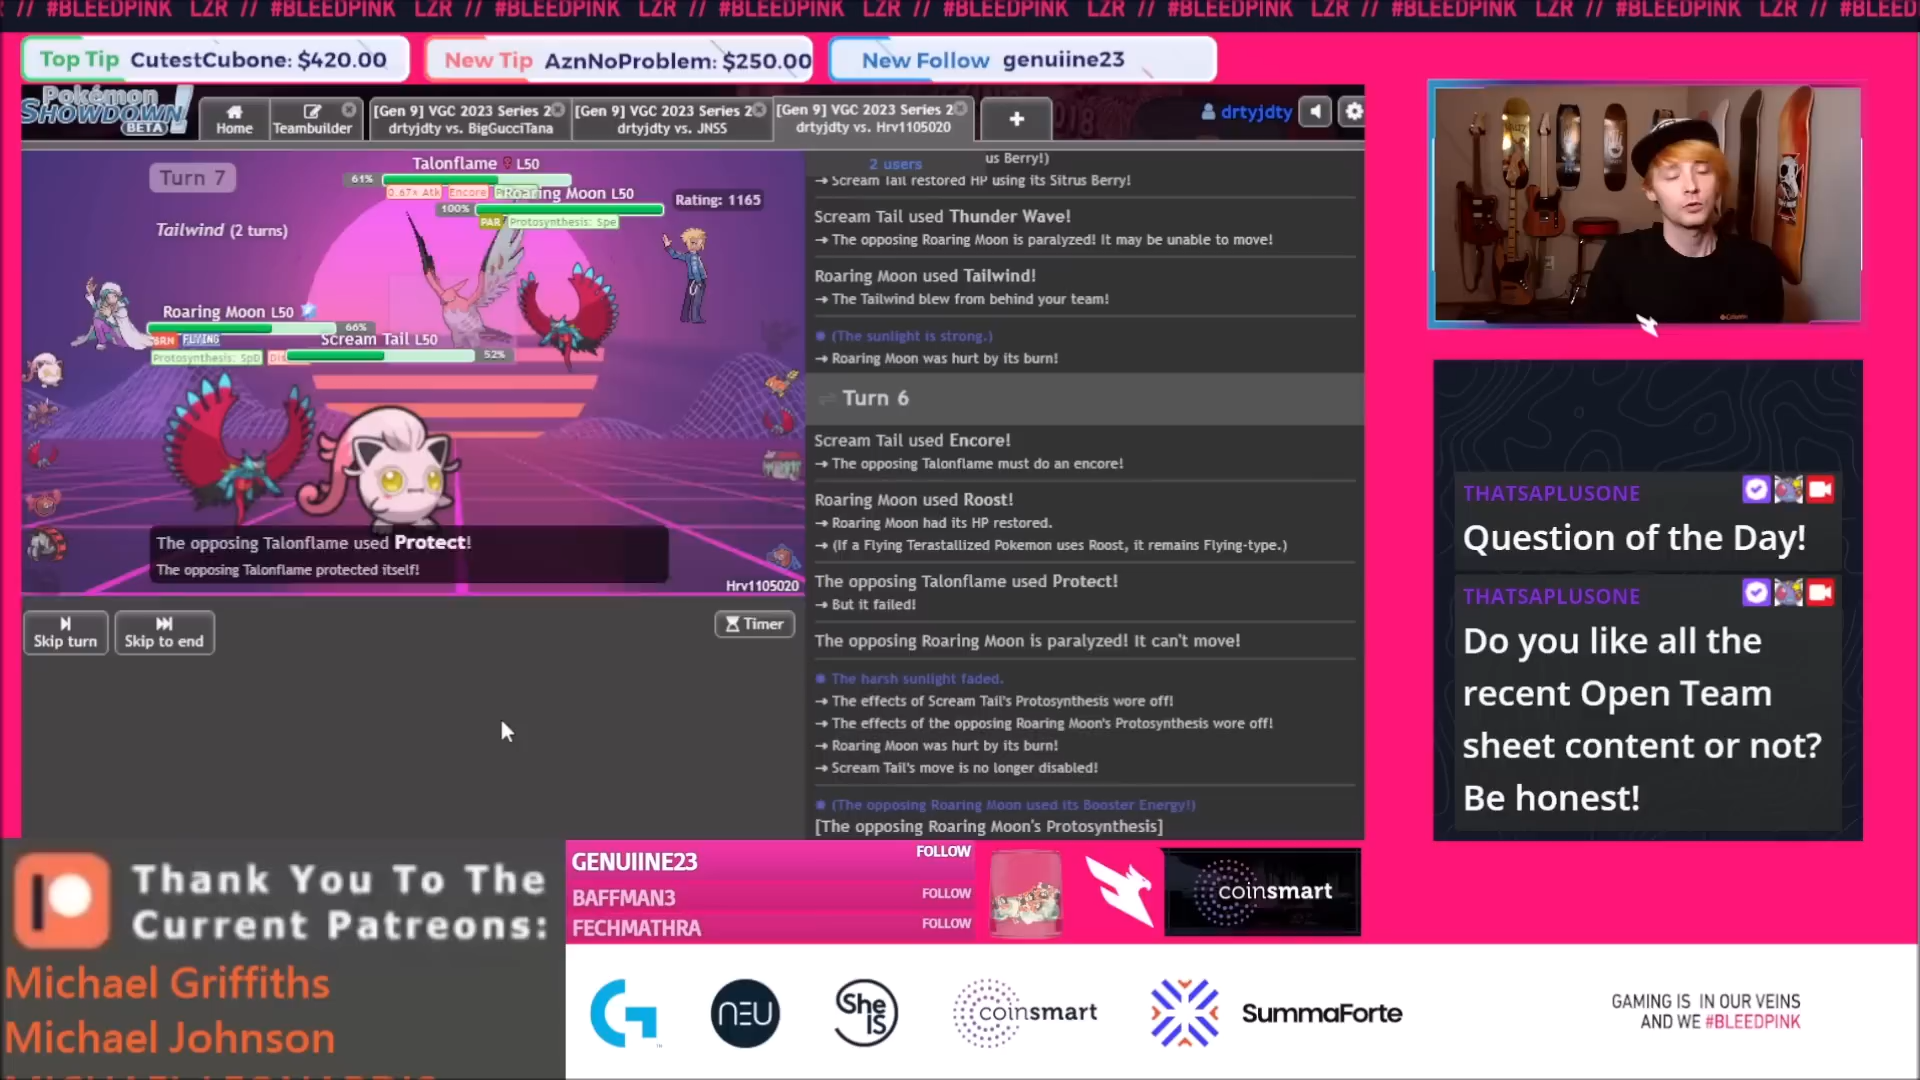 // #BLEEDPINK LZR // #BLEEDPINK LZR // #BLEEDPINK LZR // #BLEEDPINK LZR // #BLEEDPINK LZR // #BLEEDPINK LZR // #BLEEDPINK LZR // #BLEEDPINK LZR // #BLEED
Top Tip CutestCubone: $420.00
New Tip AznNoProblem: $250.00
New Follow genuiine23
Pokémon
SHOWDOWN!
BETA
Home
Teambuilder
[Gen 9] VGC 2023 Series 2
drtyjdty vs. BigGucciTana
[Gen 9] VGC 2023 Series 2
drtyjdty vs. JNSS
[Gen 9] VGC 2023 Series 2
drtyjdty vs. Hrv1105020
+
drtyjdty
Turn 7
Tailwind (2 turns)
Talonflame L50
61%
0.67× Atk Encore
Roaring Moon L50
100%
PAR Protosynthesis: Spe
Rating: 1165
Roaring Moon L50
66%
BRN FLYING
Protosynthesis: SpD
Scream Tail L50
52%
The opposing Talonflame used Protect!
The opposing Talonflame protected itself!
Hrv1105020
Skip turn
Skip to end
Timer
2 users
us Berry!)
→ Scream Tail restored HP using its Sitrus Berry!
Scream Tail used Thunder Wave!
→ The opposing Roaring Moon is paralyzed! It may be unable to move!
Roaring Moon used Tailwind!
→ The Tailwind blew from behind your team!
(The sunlight is strong.)
→ Roaring Moon was hurt by its burn!
Turn 6
Scream Tail used Encore!
→ The opposing Talonflame must do an encore!
Roaring Moon used Roost!
→ Roaring Moon had its HP restored.
→ (If a Flying Terastallized Pokemon uses Roost, it remains Flying-type.)
The opposing Talonflame used Protect!
→ But it failed!
The opposing Roaring Moon is paralyzed! It can't move!
The harsh sunlight faded.
→ The effects of Scream Tail's Protosynthesis wore off!
→ The effects of the opposing Roaring Moon's Protosynthesis wore off!
→ Roaring Moon was hurt by its burn!
→ Scream Tail's move is no longer disabled!
(The opposing Roaring Moon used its Booster Energy!)
[The opposing Roaring Moon's Protosynthesis]
THATSAPLUSONE
Question of the Day!
THATSAPLUSONE
Do you like all the
recent Open Team
sheet content or not?
Be honest!
Thank You To The
Current Patreons:
Michael Griffiths
Michael Johnson
GENUIINE23 FOLLOW
BAFFMAN3 FOLLOW
FECHMATHRA FOLLOW
coinsmart
NEU
She
IS
coinsmart
SummaForte
GAMING IS IN OUR VEINS
AND WE #BLEEDPINK